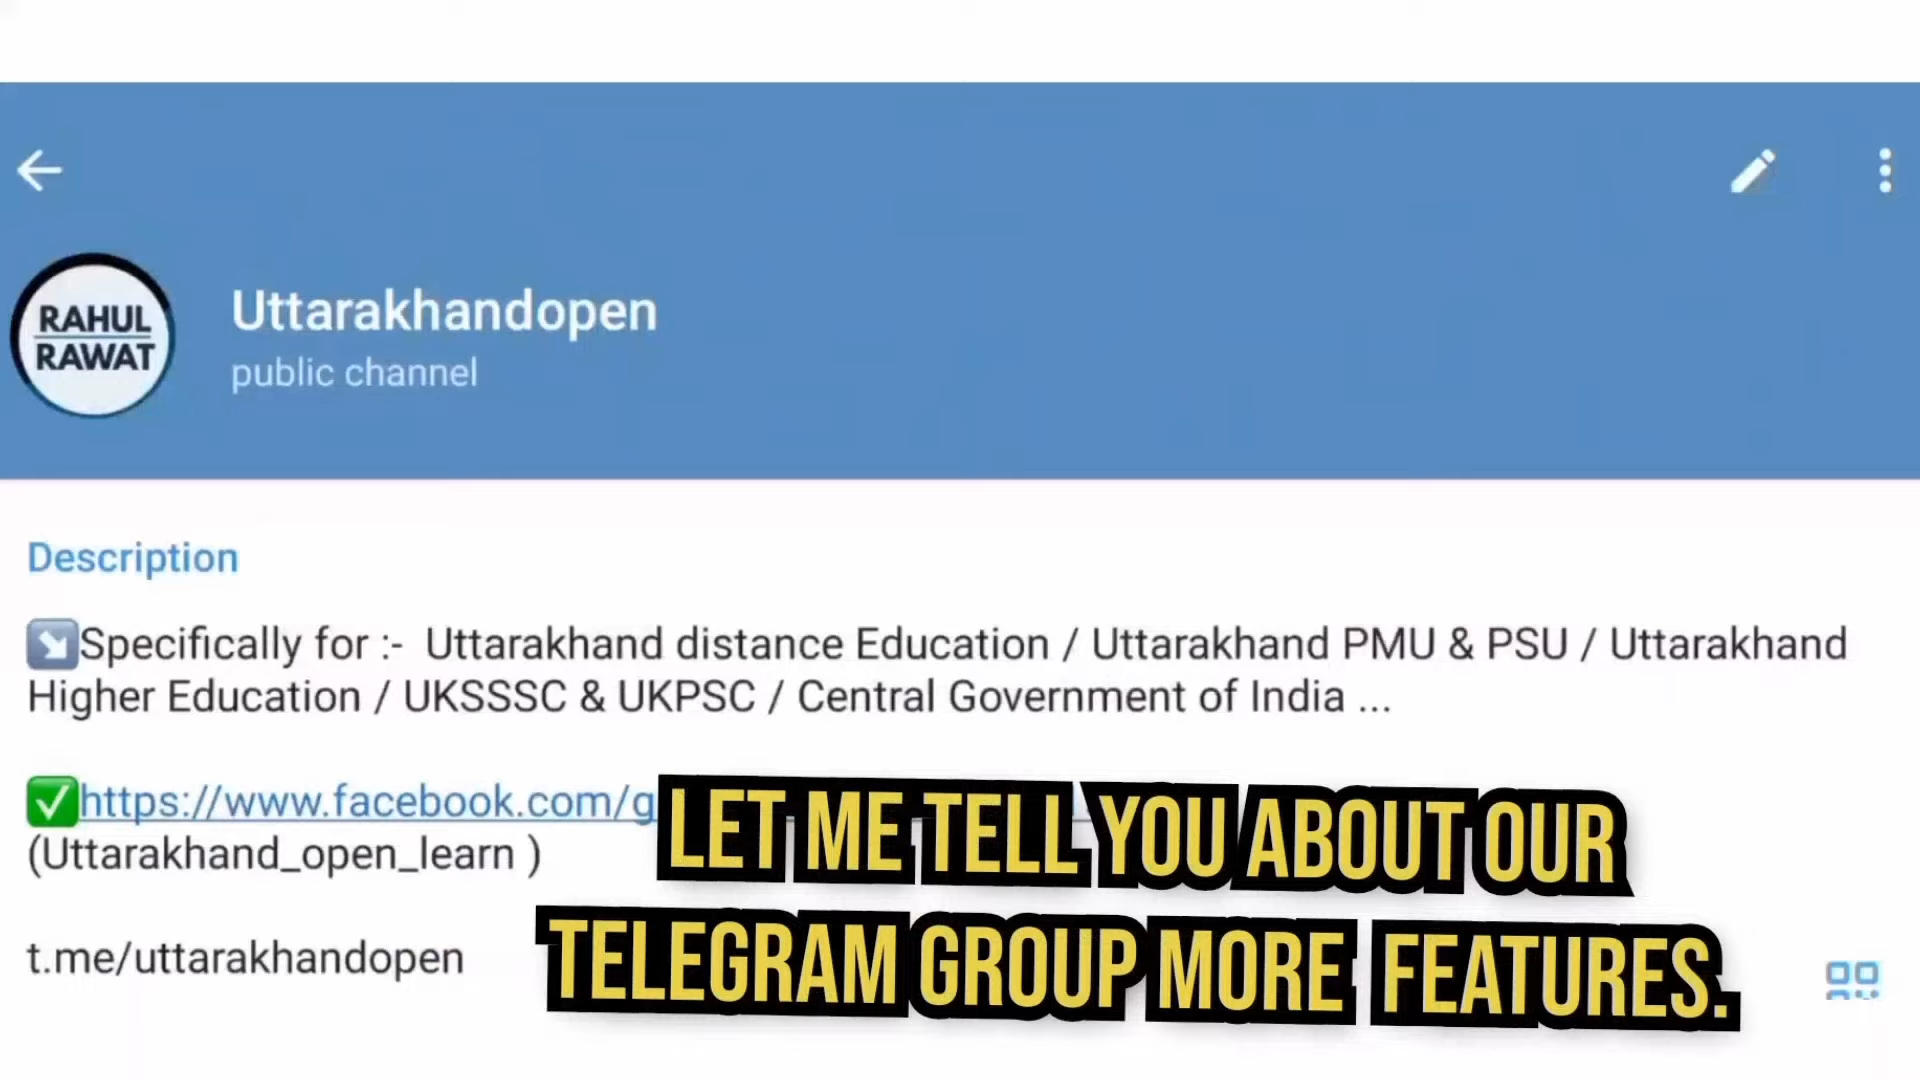 RAHUL
RAWAT
Uttarakhandopen
public channel
Description
Specifically for :- Uttarakhand distance Education / Uttarakhand PMU & PSU / Uttarakhand
Higher Education / UKSSSC & UKPSC / Central Government of India ...
https://www.facebook.com/g
(Uttarakhand_open_learn )
t.me/uttarakhandopen
LET ME TELL YOU ABOUT OUR
TELEGRAM GROUP MORE FEATURES.